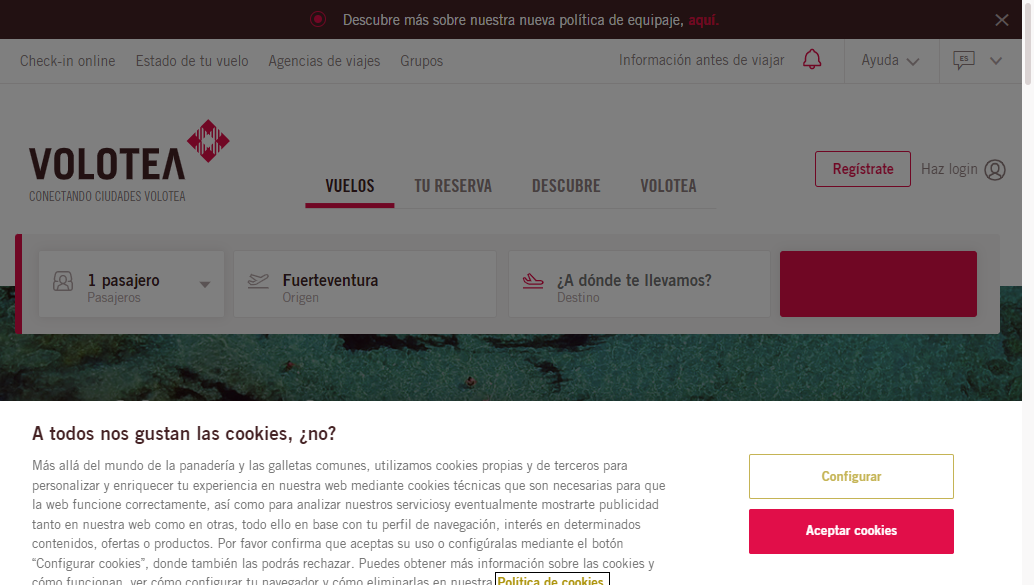 Descubre más sobre nuestra nueva política de equipaje, aquí.
Check-in online Estado de tu vuelo Agencias de viajes Grupos Información antes de viajar Ayuda ES
VOLOTEA
CONECTANDO CIUDADES VOLOTEA
VUELOS TU RESERVA DESCUBRE VOLOTEA
Regístrate Haz login
1 pasajero
Pasajeros
Fuerteventura
Origen
¿A dónde te llevamos?
Destino
A todos nos gustan las cookies, ¿no?
Más allá del mundo de la panadería y las galletas comunes, utilizamos cookies propias y de terceros para
personalizar y enriquecer tu experiencia en nuestra web mediante cookies técnicas que son necesarias para que
la web funcione correctamente, así como para analizar nuestros serviciosy eventualmente mostrarte publicidad
tanto en nuestra web como en otras, todo ello en base con tu perfil de navegación, interés en determinados
contenidos, ofertas o productos. Por favor confirma que aceptas su uso o configúralas mediante el botón
“Configurar cookies”, donde también las podrás rechazar. Puedes obtener más información sobre las cookies y
cómo funcionan, ver cómo configurar tu navegador y cómo eliminarlas en nuestra Política de cookies.
Configurar
Aceptar cookies